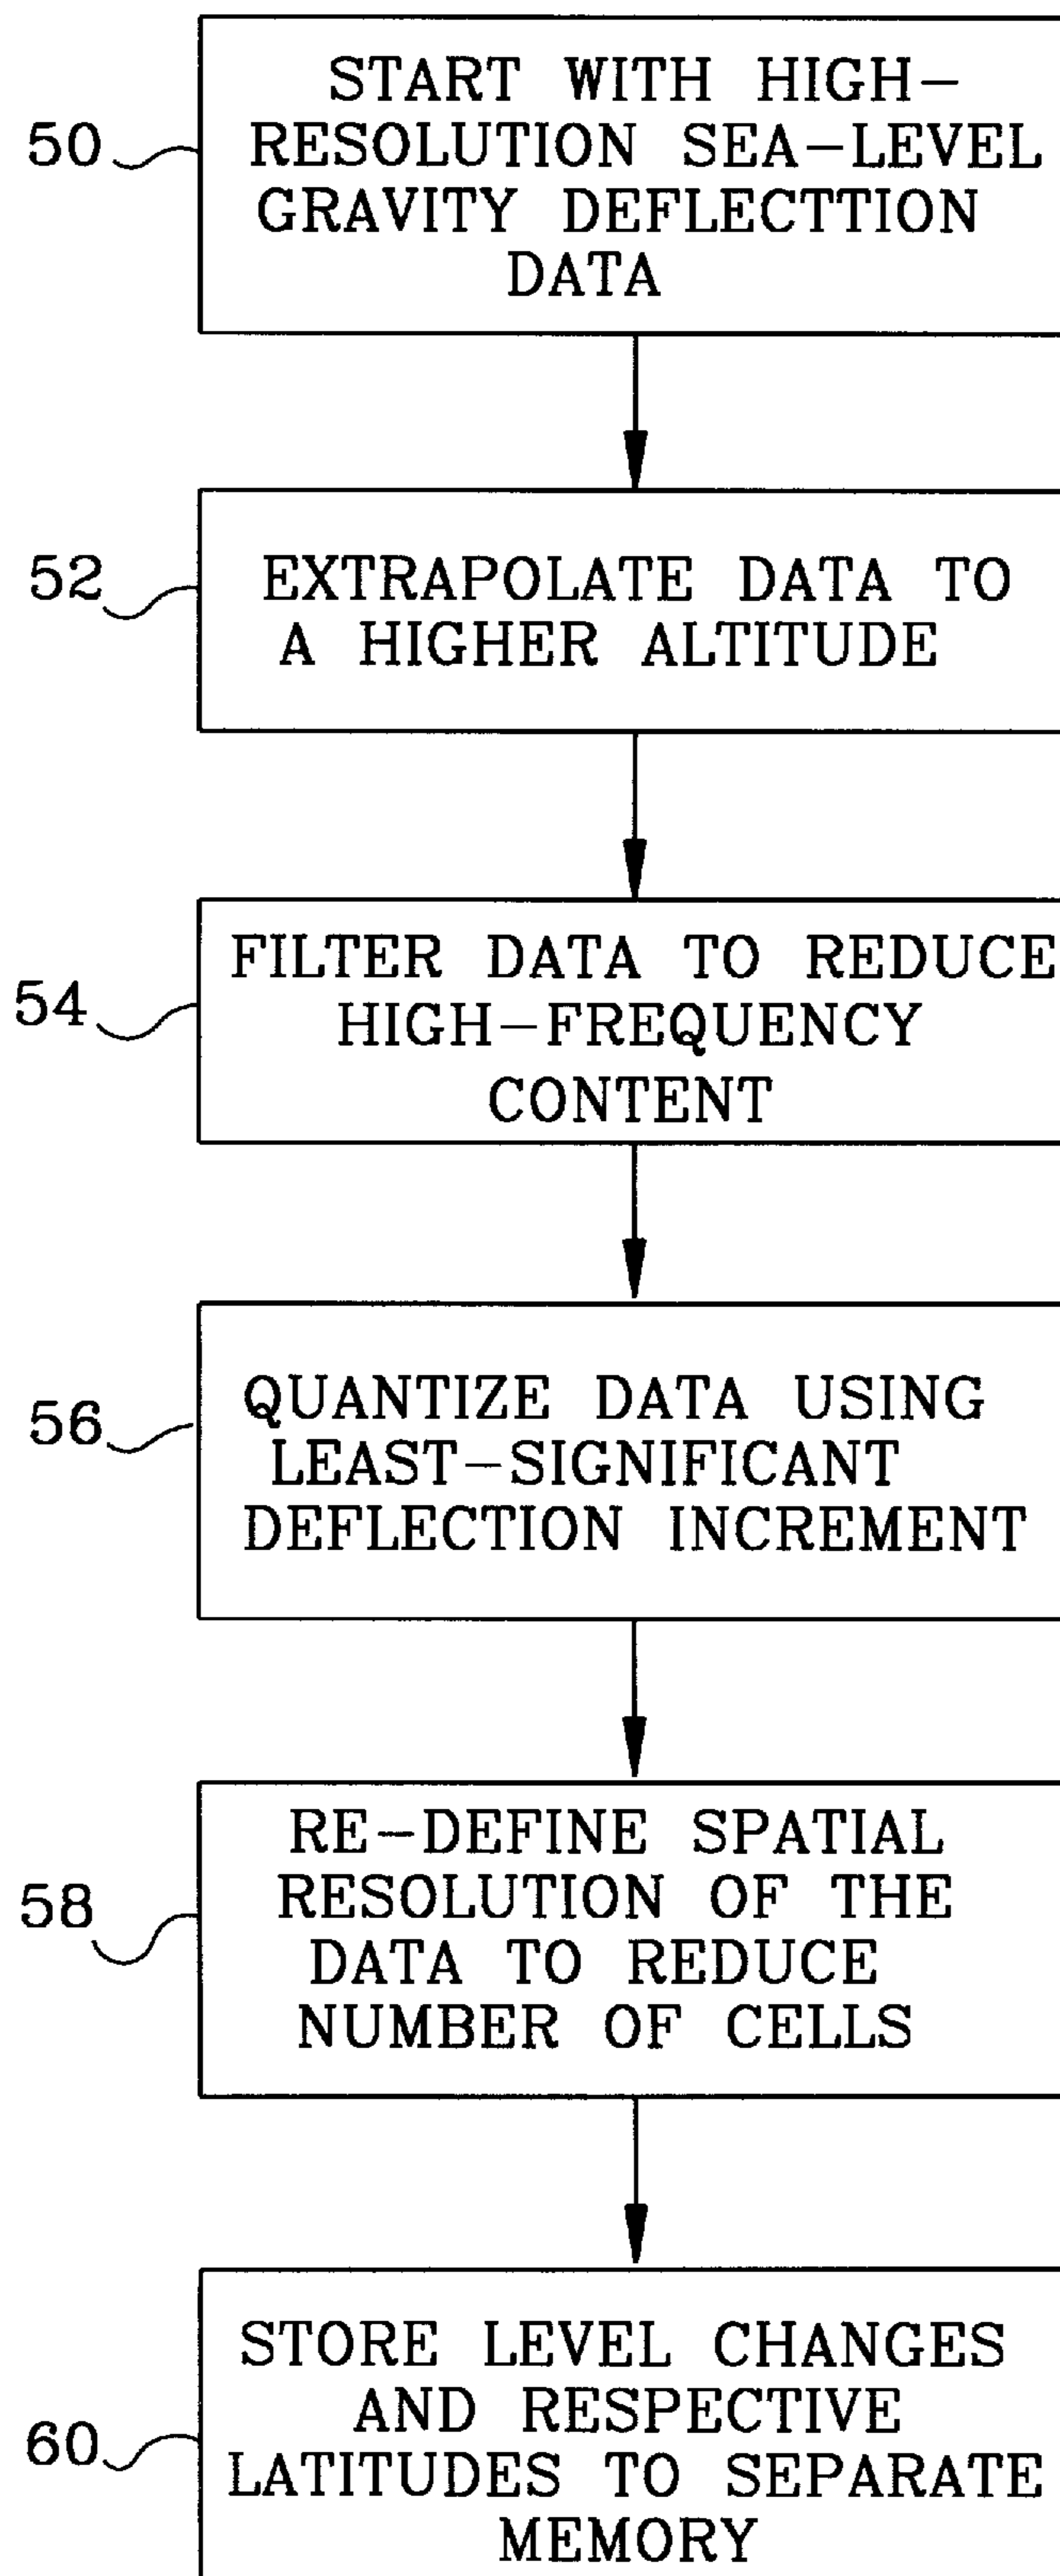 50
START WITH HIGH-
RESOLUTION SEA-LEVEL
GRAVITY DEFLECTTION
DATA
52
EXTRAPOLATE DATA TO
A HIGHER ALTITUDE
54
FILTER DATA TO REDUCE
HIGH-FREQUENCY
CONTENT
56
QUANTIZE DATA USING
LEAST-SIGNIFICANT
DEFLECTION INCREMENT
58
RE-DEFINE SPATIAL
RESOLUTION OF THE
DATA TO REDUCE
NUMBER OF CELLS
60
STORE LEVEL CHANGES
AND RESPECTIVE
LATITUDES TO SEPARATE
MEMORY